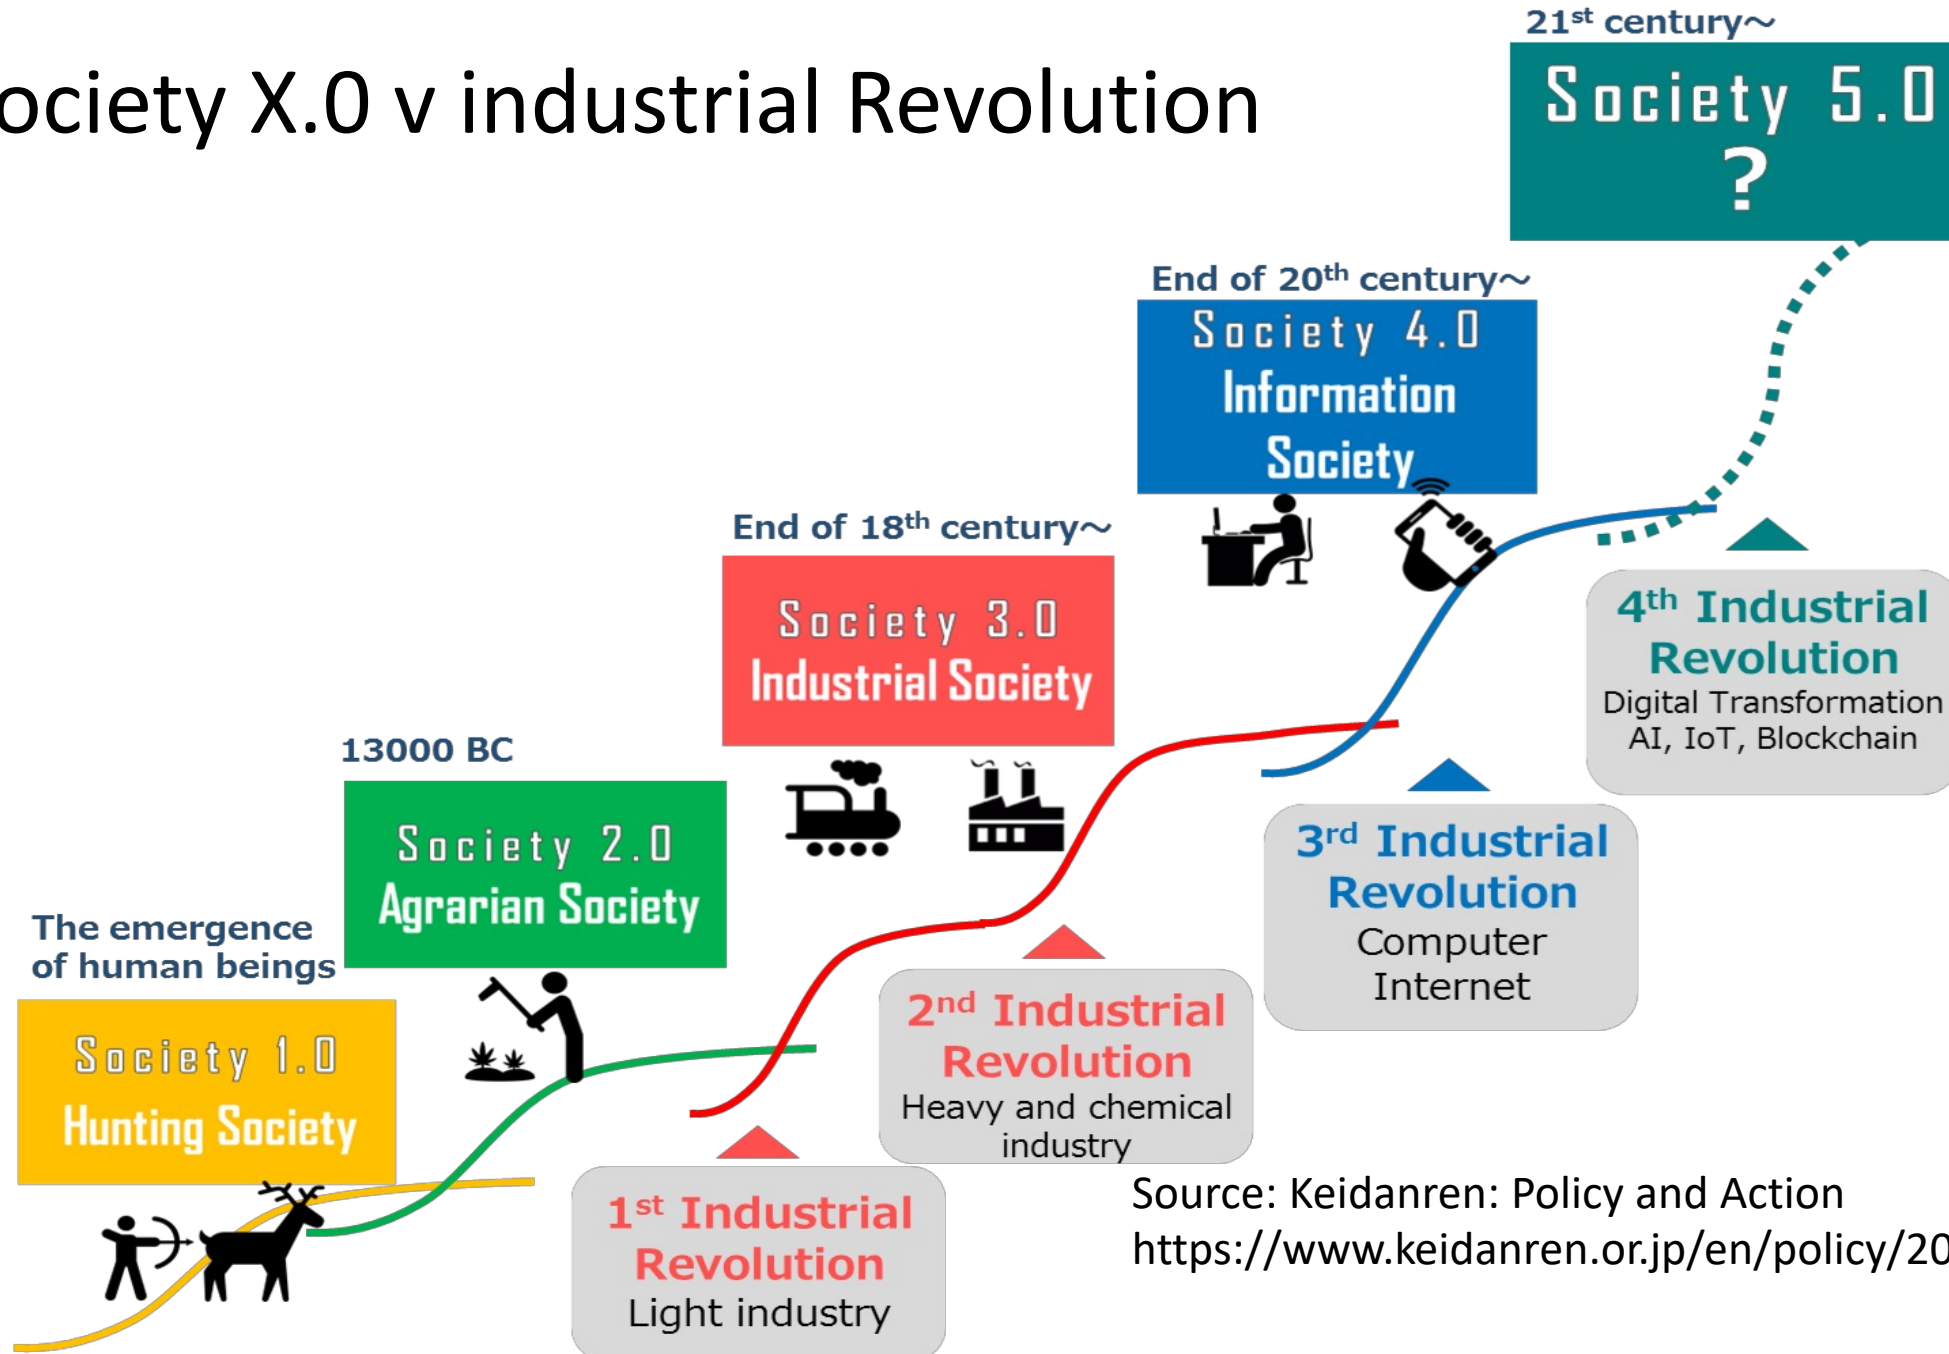 ociety X.0 v industrial Revolution
21st century~
Society 5.0
?
End of 20th century~
Society 4.0
Information
Society
End of 18th century~
Society 3.0
Industrial Society
13000 BC
Society 2.0
Agrarian Society
The emergence
of human beings
Society 1.0
Hunting Society
4th Industrial
Revolution
Digital Transformation
AI, IoT, Blockchain
3rd Industrial
Revolution
Computer
Internet
2nd Industrial
Revolution
Heavy and chemical
industry
1st Industrial
Revolution
Light industry
Source: Keidanren: Policy and Action
https://www.keidanren.or.jp/en/policy/20